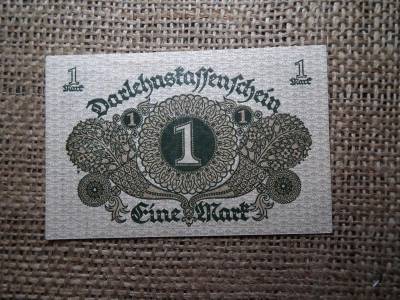 1 1
Mark Mark
Darlehnskassenschein
1 1
1
Eine Mark